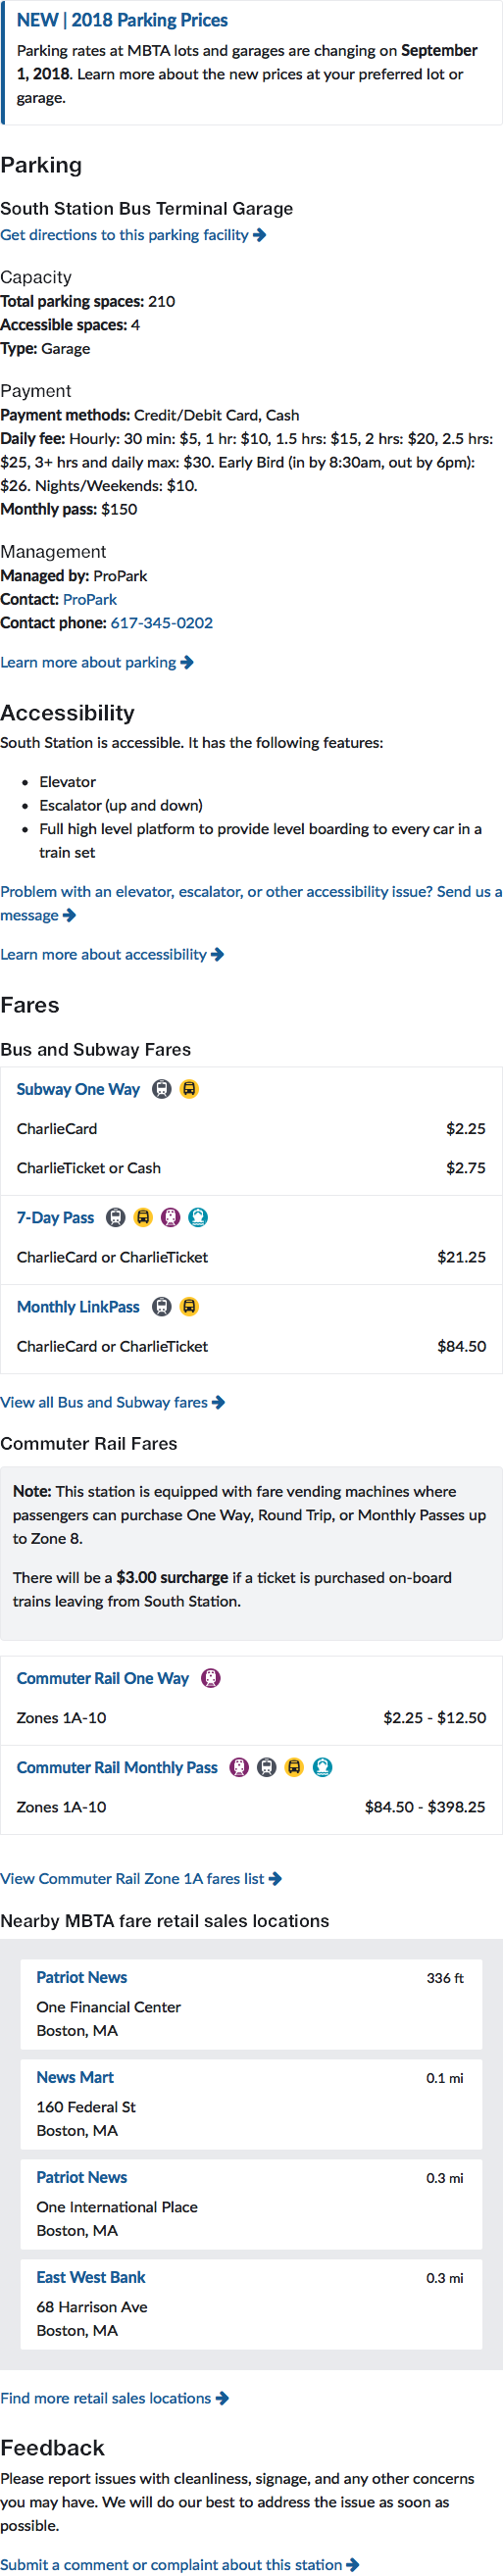 NEW | 2018 Parking Prices
Parking rates at MBTA lots and garages are changing on September
1, 2018. Learn more about the new prices at your preferred lot or
garage.
Parking
South Station Bus Terminal Garage
Get directions to this parking facility
Capacity
Total parking spaces: 210
Accessible spaces: 4
Type: Garage
Payment
Payment methods: Credit/Debit Card, Cash
Daily fee: Hourly: 30 min: $5, 1 hr: $10, 1.5 hrs: $15, 2 hrs: $20, 2.5 hrs:
$25, 3+ hrs and daily max: $30. Early Bird (in by 8:30am, out by 6pm):
$26. Nights/Weekends: $10.
Monthly pass: $150
Management
Managed by: ProPark
Contact: ProPark
Contact phone: 617-345-0202
Learn more about parking
Accessibility
South Station is accessible. It has the following features:
• Elevator
• Escalator (up and down)
• Full high level platform to provide level boarding to every car in a
train set
Problem with an elevator, escalator, or other accessibility issue? Send us a
message
Learn more about accessibility
Fares
Bus and Subway Fares
Subway One Way
CharlieCard $2.25
CharlieTicket or Cash $2.75
7-Day Pass
CharlieCard or CharlieTicket $21.25
Monthly LinkPass
CharlieCard or CharlieTicket $84.50
View all Bus and Subway fares
Commuter Rail Fares
Note: This station is equipped with fare vending machines where
passengers can purchase One Way, Round Trip, or Monthly Passes up
to Zone 8.
There will be a $3.00 surcharge if a ticket is purchased on-board
trains leaving from South Station.
Commuter Rail One Way
Zones 1A-10 $2.25 - $12.50
Commuter Rail Monthly Pass
Zones 1A-10 $84.50 - $398.25
View Commuter Rail Zone 1A fares list
Nearby MBTA fare retail sales locations
Patriot News 336 ft
One Financial Center
Boston, MA
News Mart 0.1 mi
160 Federal St
Boston, MA
Patriot News 0.3 mi
One International Place
Boston, MA
East West Bank 0.3 mi
68 Harrison Ave
Boston, MA
Find more retail sales locations
Feedback
Please report issues with cleanliness, signage, and any other concerns
you may have. We will do our best to address the issue as soon as
possible.
Submit a comment or complaint about this station